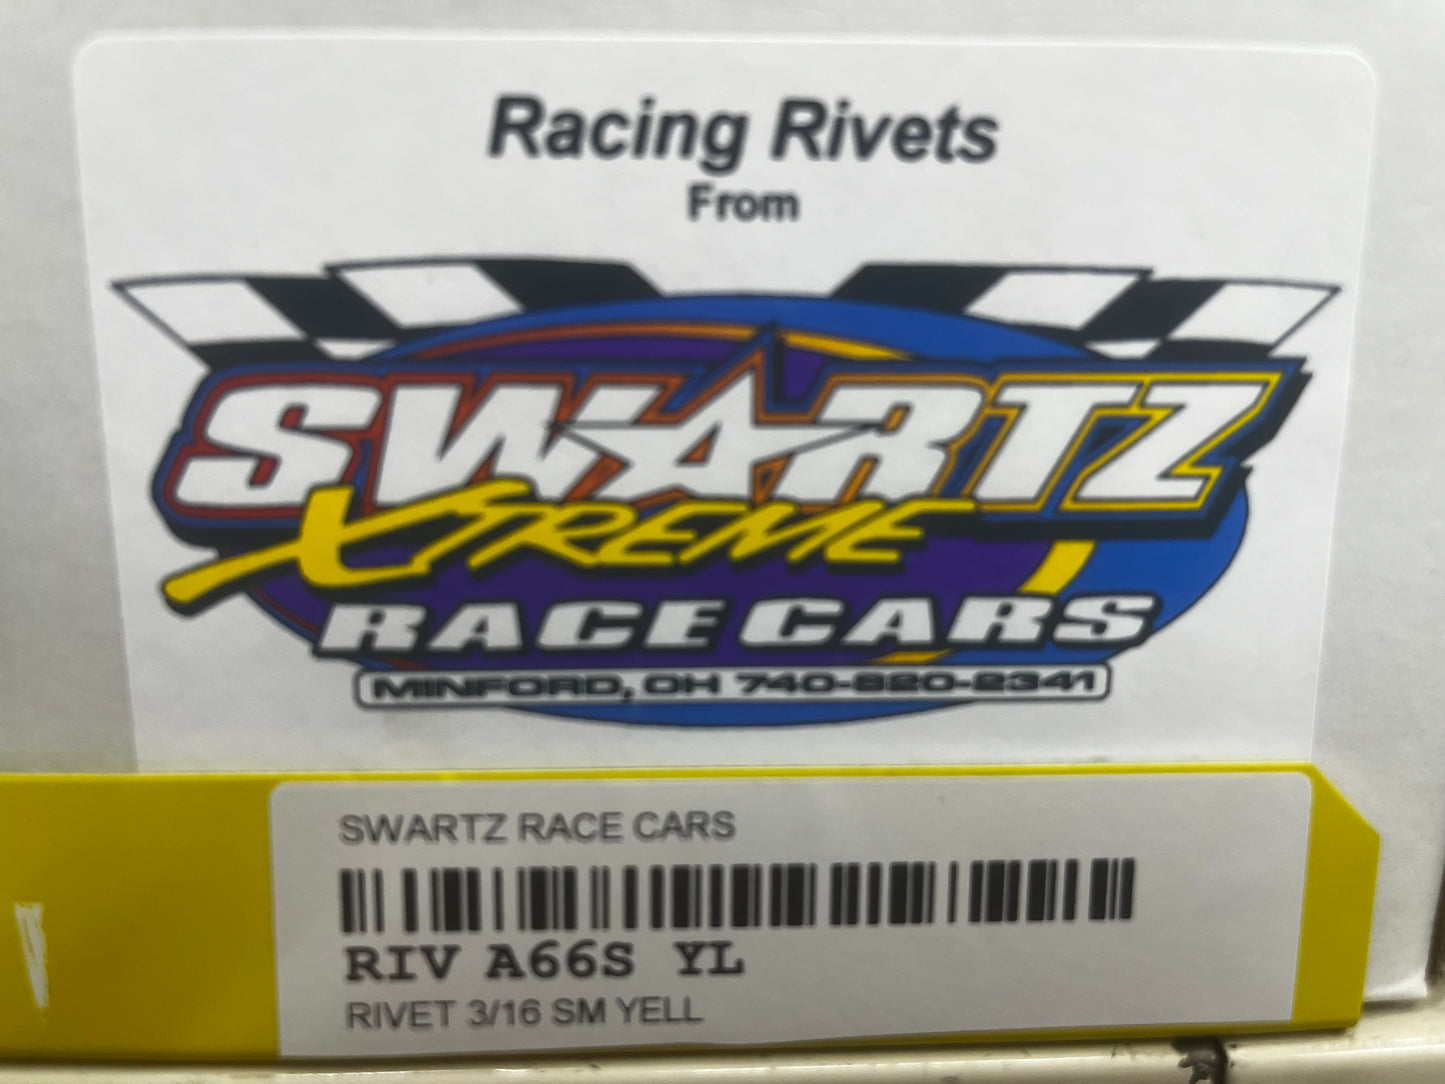 Racing Rivets
From
SWARTZ
XTREME
RACE CARS
MINFORD, OH 740-820-2341
SWARTZ RACE CARS
RIV A66S YL
RIVET 3/16 SM YELL